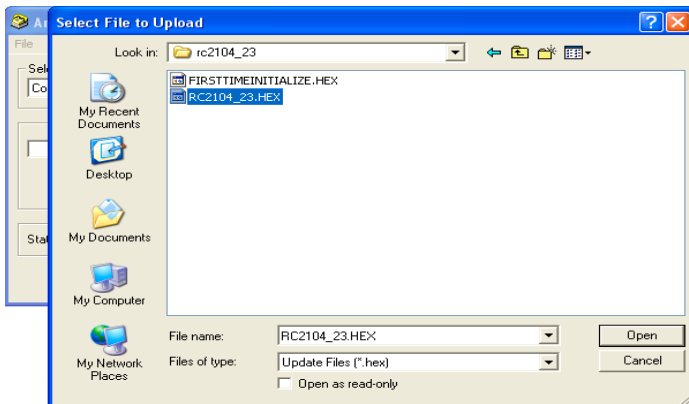 Select File to Upload
File
Look in: rc2104_23
My Recent
Documents
Desktop
My Documents
My Computer
My Network
Places
FIRSTTIMEINITIALIZE.HEX
RC2104_23.HEX
File name: RC2104_23.HEX Open
Files of type: Update Files (*.hex) Cancel
Open as read-only